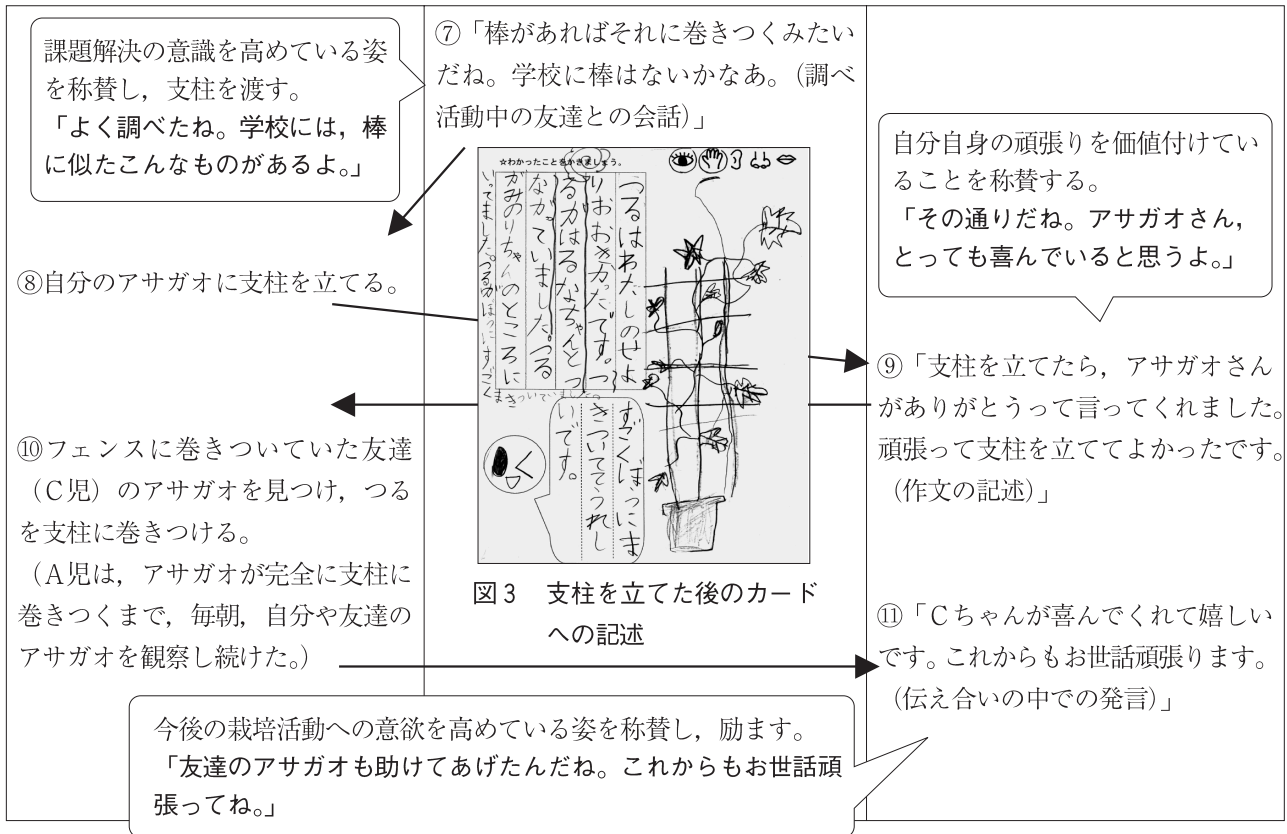 課題解決の意識を高めている姿
を称賛し，支柱を渡す。
「よく調べたね。学校には，棒
に似たこんなものがあるよ。」
⑦「棒があればそれに巻きつくみたい
だね。学校に棒はないかなあ。（調べ
活動中の友達との会話）」
自分自身の頑張りを価値付けてい
ることを称賛する。
「その通りだね。アサガオさん，
とっても喜んでいると思うよ。」
⑧自分のアサガオに支柱を立てる。
☆わかったことをかきましょう。
つるはわたしのせよ
りおおきかったです。つ
る力はるなちゃんとつ
ながっていました。つる
がみのりちゃんのところに
いってました。つるがぼうにすごく
まきついていました。
すごくぼうにま
きついててうれし
いです。
図3　支柱を立てた後のカード
への記述
⑨「支柱を立てたら，アサガオさん
がありがとうって言ってくれました。
頑張って支柱を立ててよかったです。
（作文の記述）」
⑩フェンスに巻きついていた友達
（C児）のアサガオを見つけ，つる
を支柱に巻きつける。
（A児は，アサガオが完全に支柱に
巻きつくまで，毎朝，自分や友達の
アサガオを観察し続けた。）
⑪「Cちゃんが喜んでくれて嬉しい
です。これからもお世話頑張ります。
（伝え合いの中での発言）」
今後の栽培活動への意欲を高めている姿を称賛し，励ます。
「友達のアサガオも助けてあげたんだね。これからもお世話頑
張ってね。」